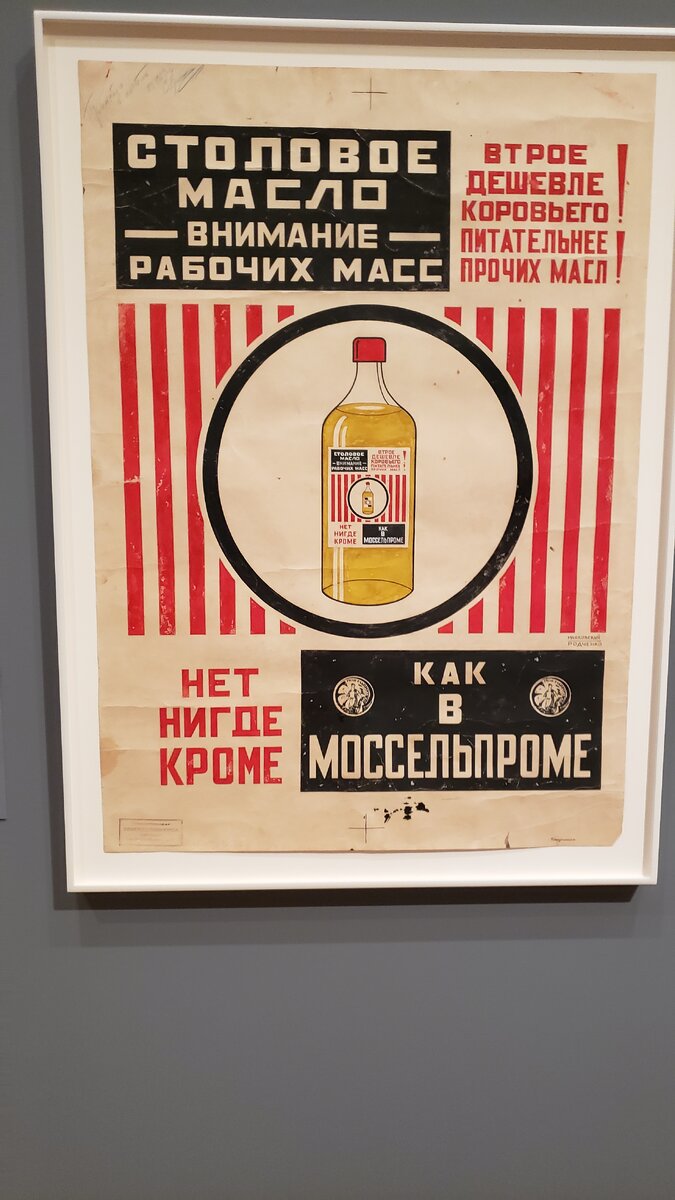 СТОЛОВОЕ
МАСЛО
— ВНИМАНИЕ —
РАБОЧИХ МАСС
ВТРОЕ
ДЕШЕВЛЕ
КОРОВЬЕГО !
ПИТАТЕЛЬНЕЕ
ПРОЧИХ МАСЛ !
СТОЛОВОЕ
МАСЛО
— ВНИМАНИЕ —
РАБОЧИХ МАСС
ВТРОЕ
ДЕШЕВЛЕ
КОРОВЬЕГО !
ПИТАТЕЛЬНЕЕ
ПРОЧИХ МАСЛ !
НЕТ
НИГДЕ
КРОМЕ
КАК
В
МОССЕЛЬПРОМЕ
МАЯКОВСКИЙ
РОДЧЕНКО
НЕТ
НИГДЕ
КРОМЕ
КАК
В
МОССЕЛЬПРОМЕ